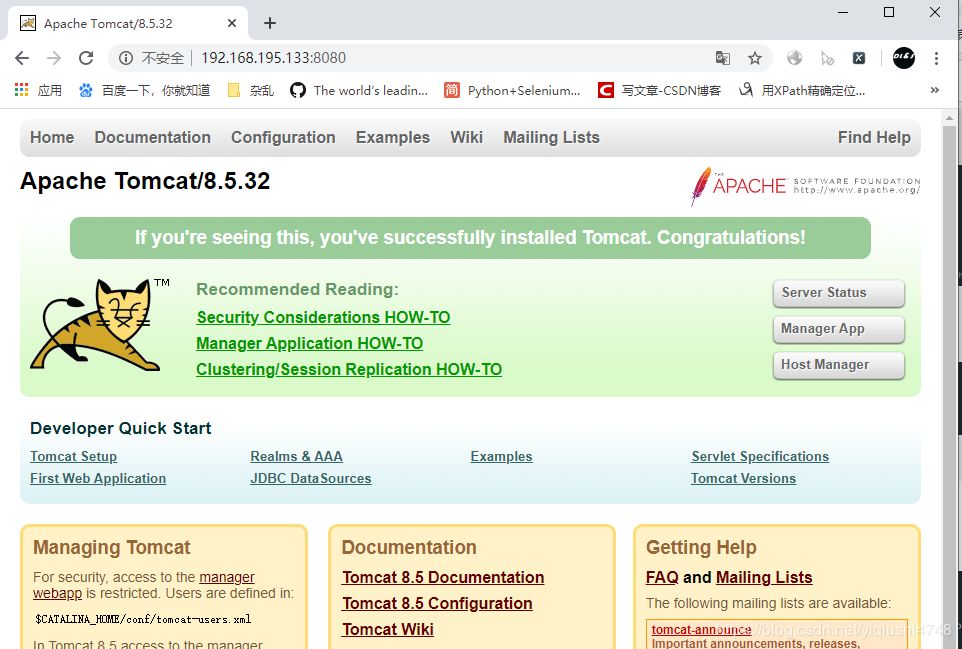 Apache Tomcat/8.5.32
不安全 192.168.195.133:8080
应用 百度一下，你就知道 杂乱 The world's leadin... 简 Python+Selenium... C 写文章-CSDN博客 用XPath精确定位...
Home Documentation Configuration Examples Wiki Mailing Lists Find Help
Apache Tomcat/8.5.32
THE APACHE SOFTWARE FOUNDATION
http://www.apache.org/
If you're seeing this, you've successfully installed Tomcat. Congratulations!
TM
Recommended Reading:
Security Considerations HOW-TO
Manager Application HOW-TO
Clustering/Session Replication HOW-TO
Server Status
Manager App
Host Manager
Developer Quick Start
Tomcat Setup
First Web Application
Realms & AAA
JDBC DataSources
Examples
Servlet Specifications
Tomcat Versions
Managing Tomcat
For security, access to the manager
webapp is restricted. Users are defined in:
$CATALINA_HOME/conf/tomcat-users.xml
In Tomcat 8.5 access to the manager
Documentation
Tomcat 8.5 Documentation
Tomcat 8.5 Configuration
Tomcat Wiki
Getting Help
FAQ and Mailing Lists
The following mailing lists are available:
tomcat-announce
Important announcements, releases,
blog.csdn.net/yiqiushi4748